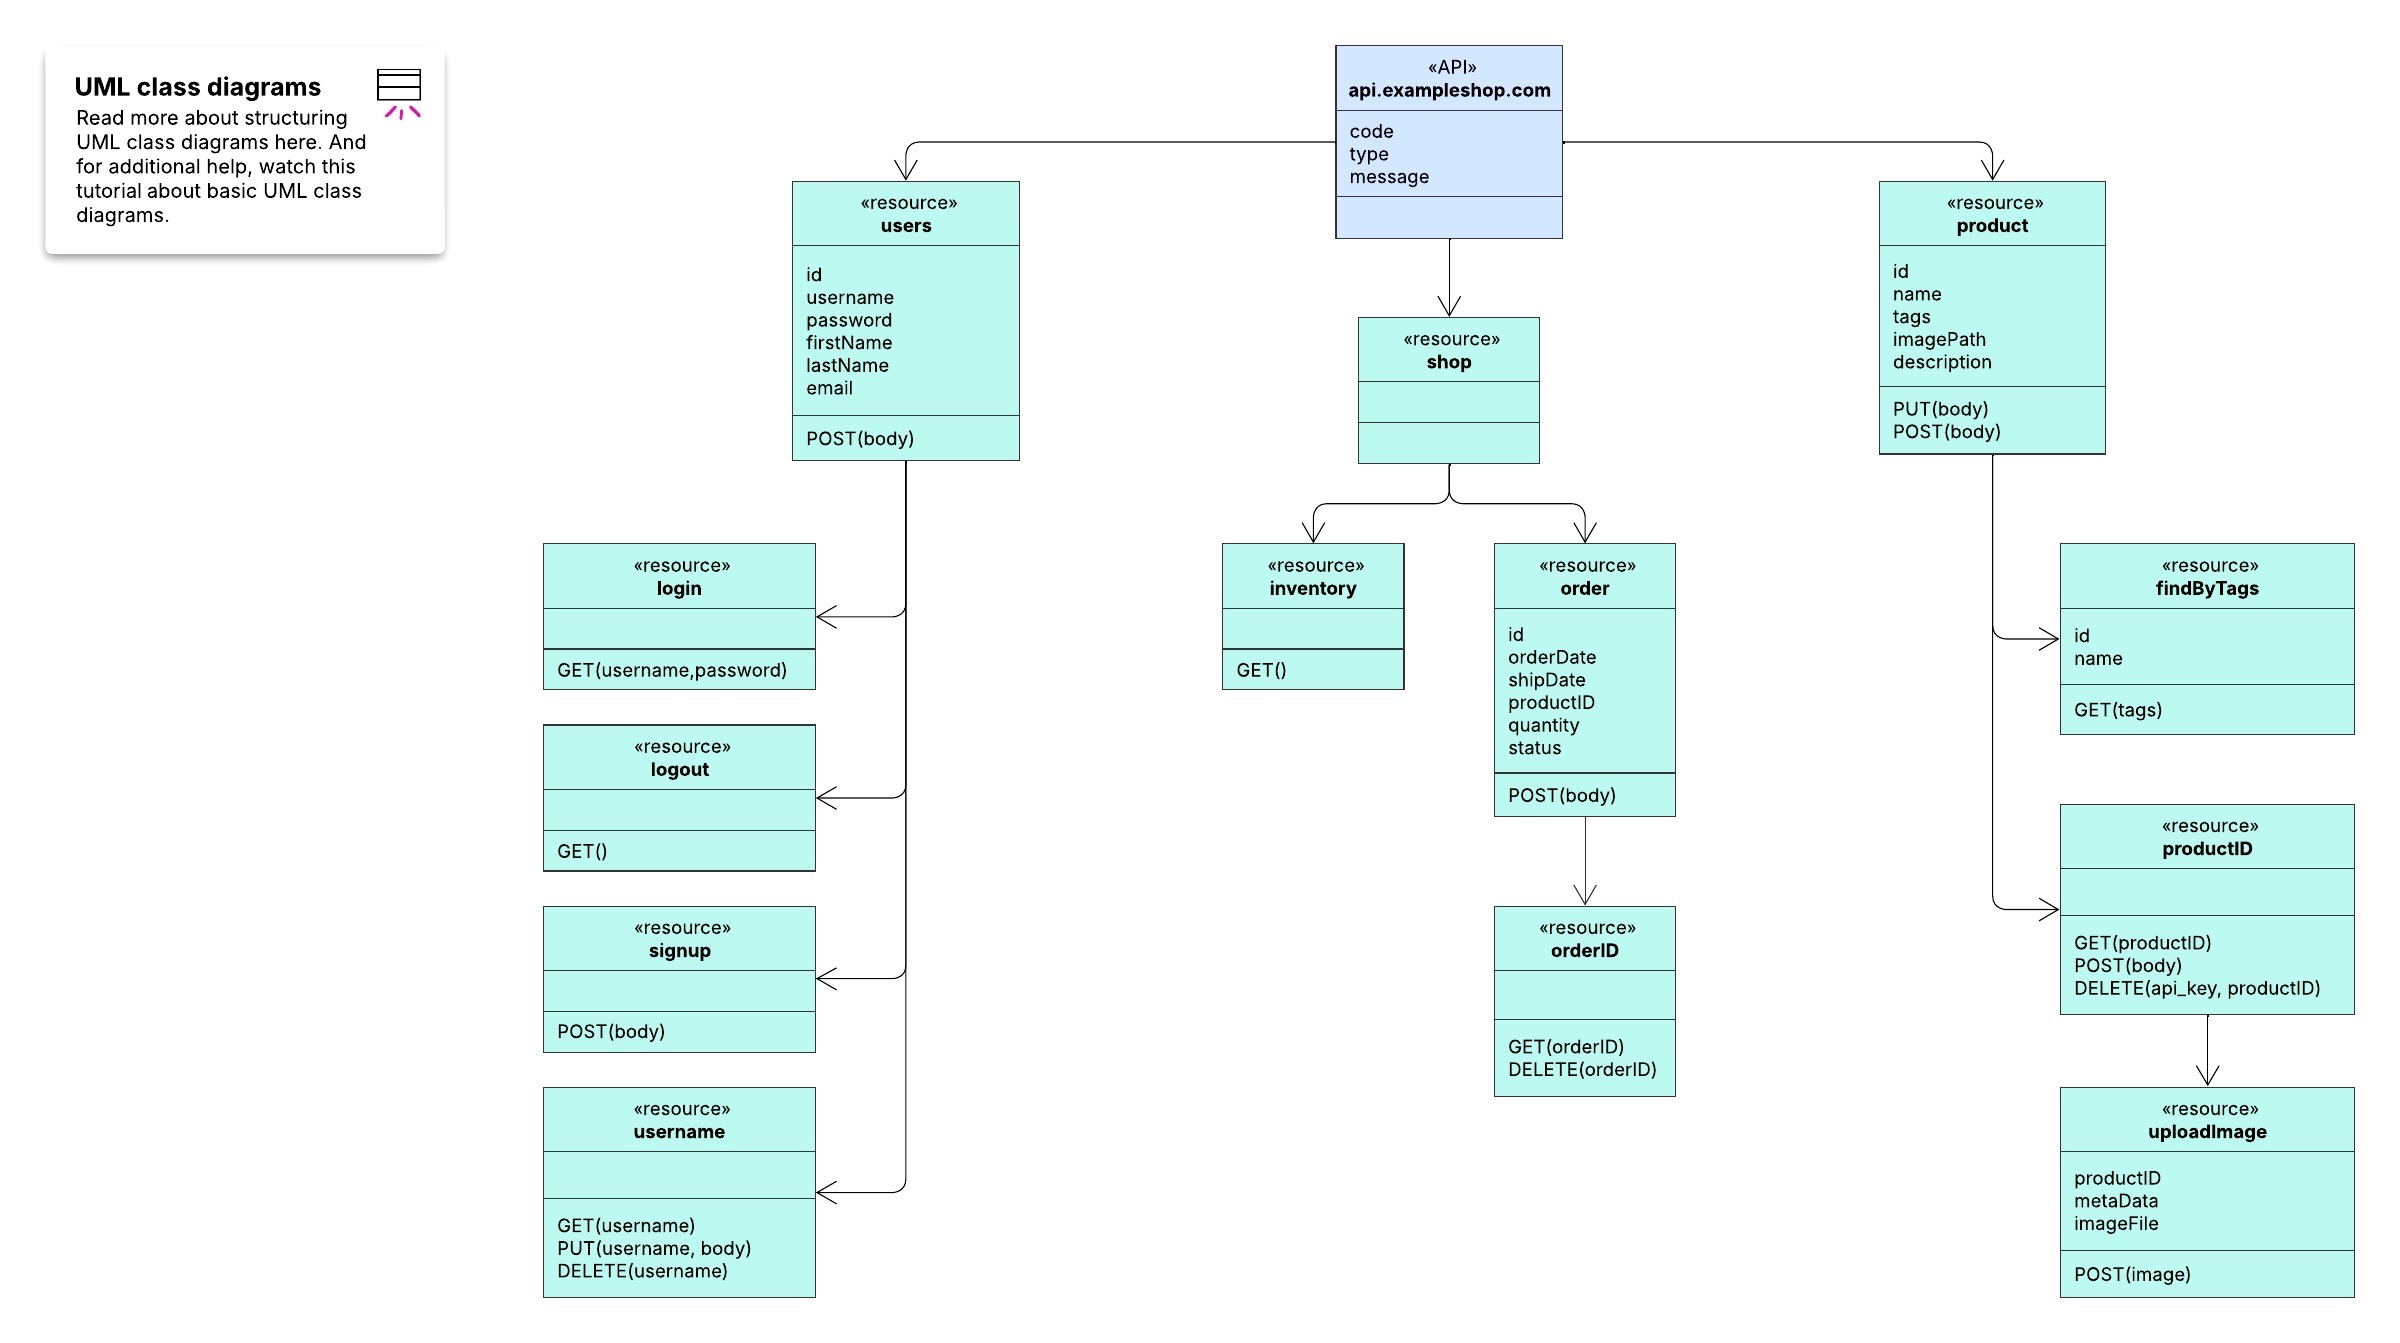 UML class diagrams
Read more about structuring
UML class diagrams here. And
for additional help, watch this
tutorial about basic UML class
diagrams.
«API»
api.exampleshop.com
code
type
message
«resource»
users
id
username
password
firstName
lastName
email
POST(body)
«resource»
login
GET(username,password)
«resource»
logout
GET()
«resource»
signup
POST(body)
«resource»
username
GET(username)
PUT(username, body)
DELETE(username)
«resource»
shop
«resource»
inventory
GET()
«resource»
order
id
orderDate
shipDate
productID
quantity
status
POST(body)
«resource»
orderID
GET(orderID)
DELETE(orderID)
«resource»
product
id
name
tags
imagePath
description
PUT(body)
POST(body)
«resource»
findByTags
id
name
GET(tags)
«resource»
productID
GET(productID)
POST(body)
DELETE(api_key, productID)
«resource»
uploadImage
productID
metaData
imageFile
POST(image)